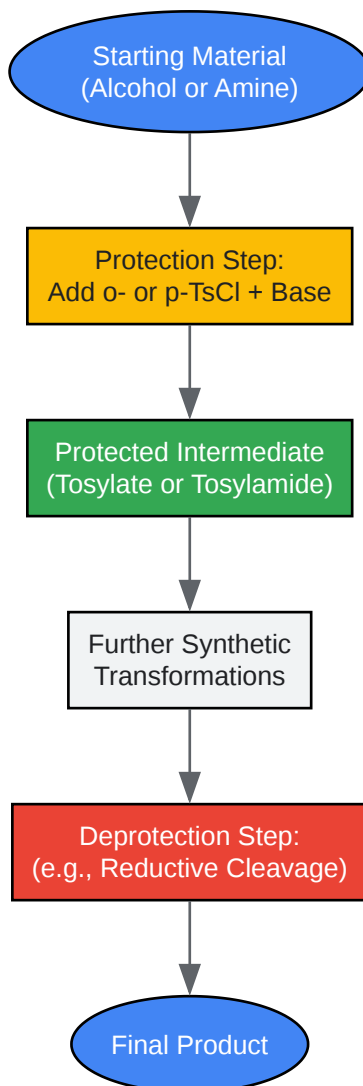 Starting Material
(Alcohol or Amine)
Protection Step:
Add o- or p-TsCl + Base
Protected Intermediate
(Tosylate or Tosylamide)
Further Synthetic
Transformations
Deprotection Step:
(e.g., Reductive Cleavage)
Final Product